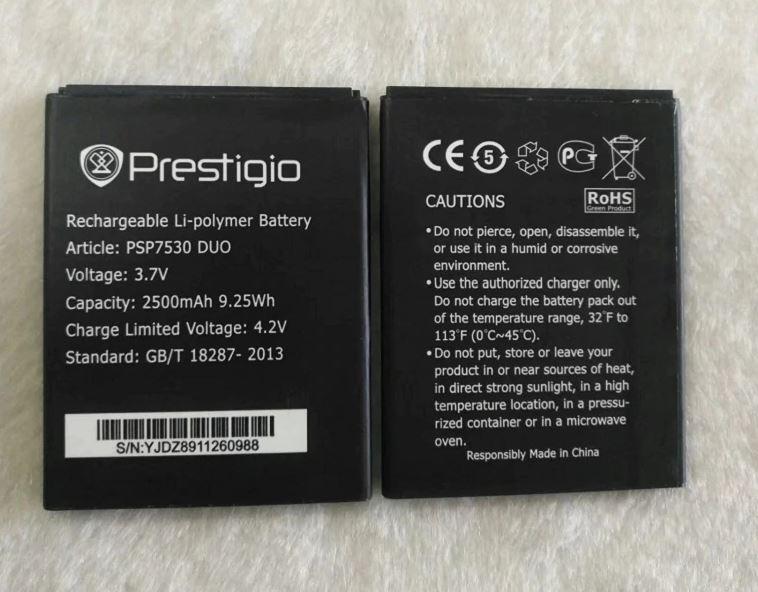 Prestigio
Rechargeable Li-polymer Battery
Article: PSP7530 DUO
Voltage: 3.7V
Capacity: 2500mAh 9.25Wh
Charge Limited Voltage: 4.2V
Standard: GB/T 18287- 2013
S/N:YJDZ8911260988
CE 5 PG
CAUTIONS
RoHS
Green Product
•Do not pierce, open, disassemble it,
or use it in a humid or corrosive
environment.
•Use the authorized charger only.
Do not charge the battery pack out
of the temperature range, 32°F to
113°F (0°C~45°C).
•Do not put, store or leave your
product in or near sources of heat,
in direct strong sunlight, in a high
temperature location, in a pressu-
rized container or in a microwave
oven.
Responsibly Made in China